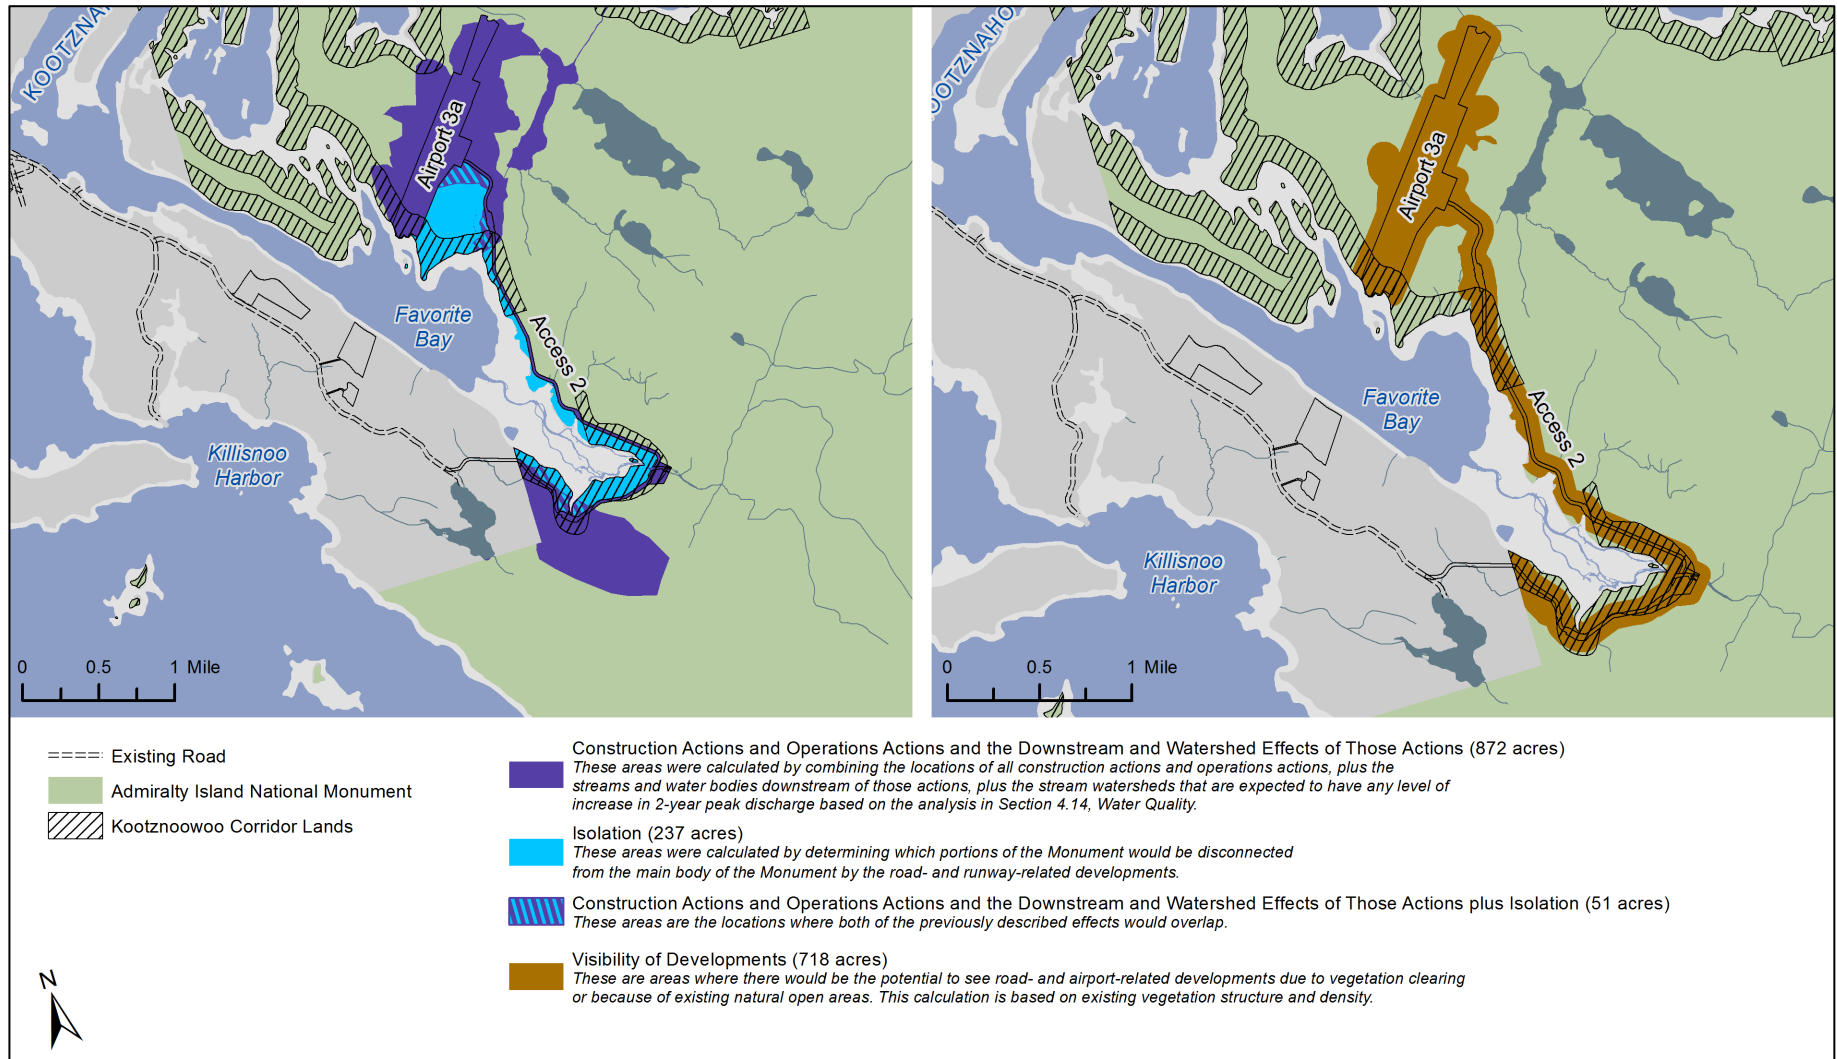 KOOTZNAH
Airport 3a
Access 2
Favorite
Bay
Killisnoo
Harbor
0 0.5 1 Mile
OOTZNAHO
Airport 3a
Access 2
Favorite
Bay
Killisnoo
Harbor
0 0.5 1 Mile
Existing Road
Admiralty Island National Monument
Kootznoowoo Corridor Lands
N
Construction Actions and Operations Actions and the Downstream and Watershed Effects of Those Actions (872 acres)
These areas were calculated by combining the locations of all construction actions and operations actions, plus the
streams and water bodies downstream of those actions, plus the stream watersheds that are expected to have any level of
increase in 2-year peak discharge based on the analysis in Section 4.14, Water Quality.
Isolation (237 acres)
These areas were calculated by determining which portions of the Monument would be disconnected
from the main body of the Monument by the road- and runway-related developments.
Construction Actions and Operations Actions and the Downstream and Watershed Effects of Those Actions plus Isolation (51 acres)
These areas are the locations where both of the previously described effects would overlap.
Visibility of Developments (718 acres)
These are areas where there would be the potential to see road- and airport-related developments due to vegetation clearing
or because of existing natural open areas. This calculation is based on existing vegetation structure and density.